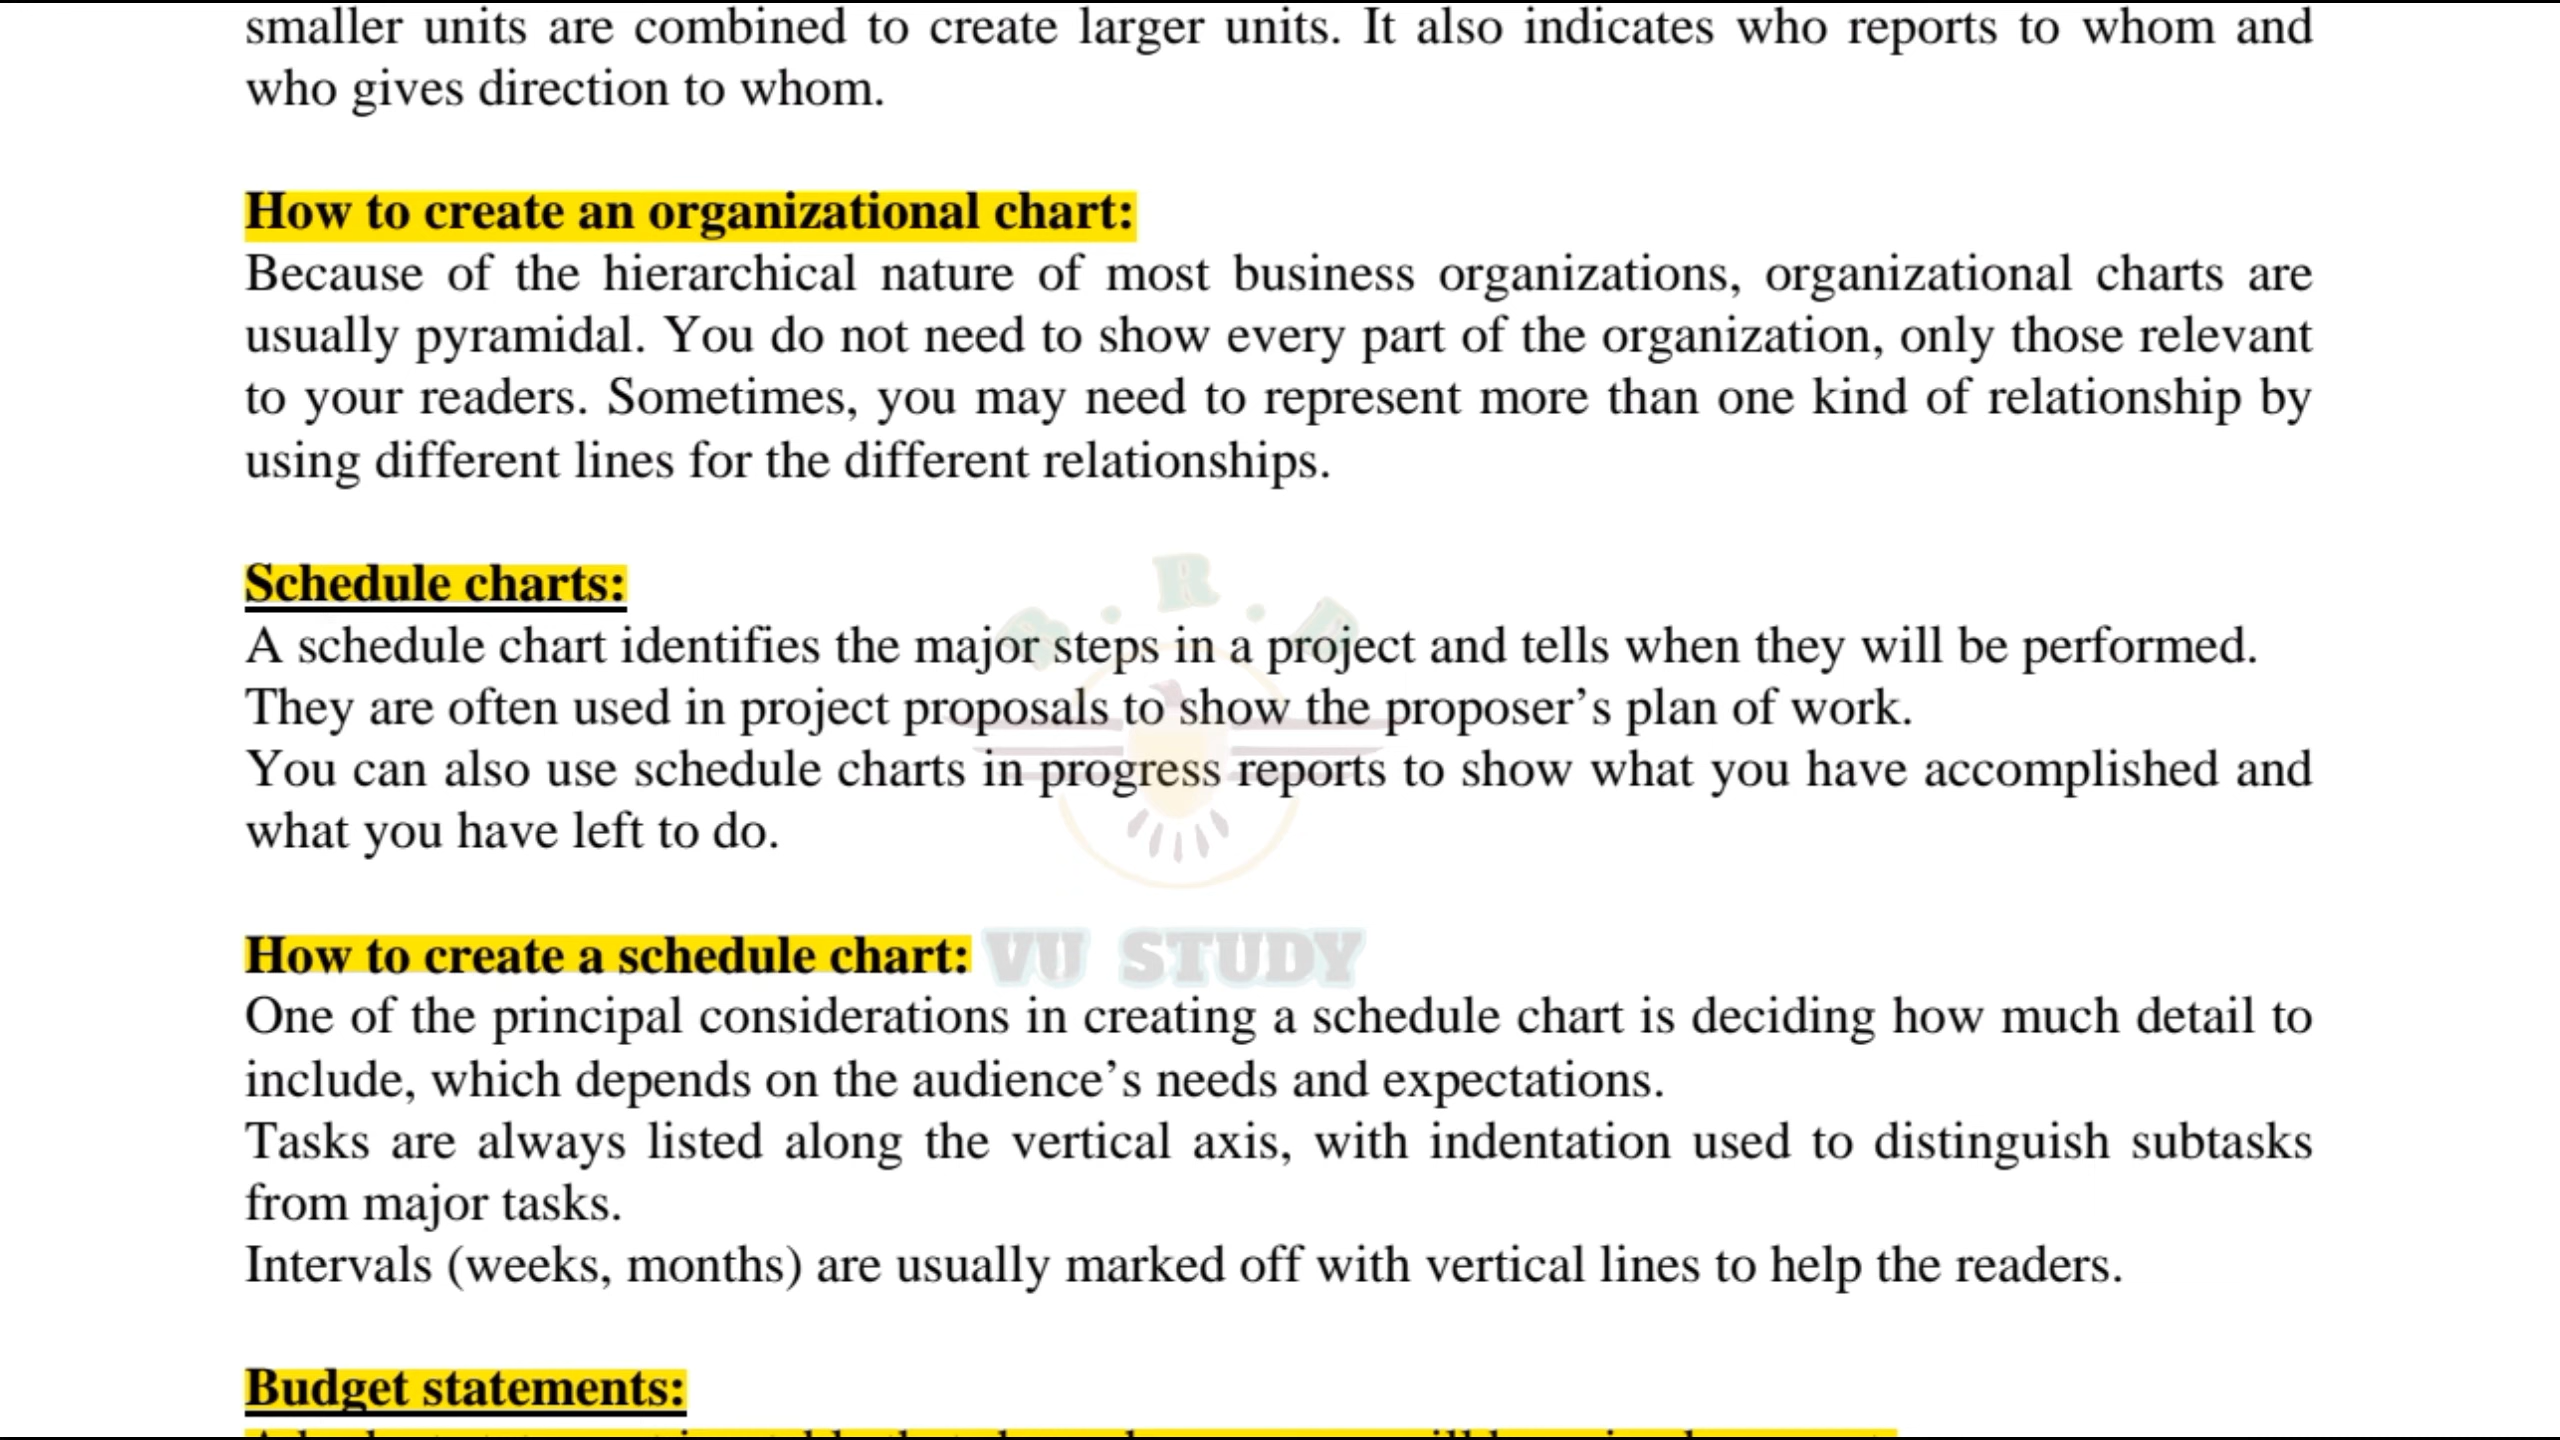 smaller units are combined to create larger units. It also indicates who reports to whom and
who gives direction to whom.
How to create an organizational chart:
Because of the hierarchical nature of most business organizations, organizational charts are
usually pyramidal. You do not need to show every part of the organization, only those relevant
to your readers. Sometimes, you may need to represent more than one kind of relationship by
using different lines for the different relationships.
Schedule charts:
A schedule chart identifies the major steps in a project and tells when they will be performed.
They are often used in project proposals to show the proposer’s plan of work.
You can also use schedule charts in progress reports to show what you have accomplished and
what you have left to do.
How to create a schedule chart:
VU STUDY
One of the principal considerations in creating a schedule chart is deciding how much detail to
include, which depends on the audience’s needs and expectations.
Tasks are always listed along the vertical axis, with indentation used to distinguish subtasks
from major tasks.
Intervals (weeks, months) are usually marked off with vertical lines to help the readers.
Budget statements: